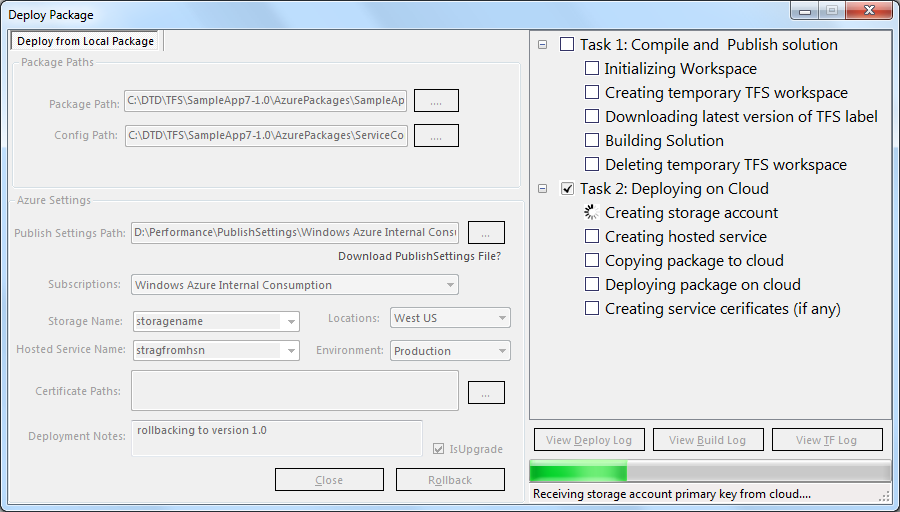 Deploy Package
Deploy from Local Package
Package Paths
Package Path: C:\DTD\TFS\SampleApp7-1.0\AzurePackages\SampleAp ....
Config Path: C:\DTD\TFS\SampleApp7-1.0\AzurePackages\ServiceCo ....
Azure Settings
Publish Settings Path: D:\Performance\PublishSettings\Windows Azure Internal Consu ...
Download PublishSettings File?
Subscriptions: Windows Azure Internal Consumption
Storage Name: storagename Locations: West US
Hosted Service Name: stragfromhsn Environment: Production
Certificate Paths: ...
Deployment Notes: rollbacking to version 1.0
IsUpgrade
Close Rollback
Task 1: Compile and Publish solution
Initializing Workspace
Creating temporary TFS workspace
Downloading latest version of TFS label
Building Solution
Deleting temporary TFS workspace
Task 2: Deploying on Cloud
Creating storage account
Creating hosted service
Copying package to cloud
Deploying package on cloud
Creating service cerificates (if any)
View Deploy Log View Build Log View TF Log
Receiving storage account primary key from cloud....